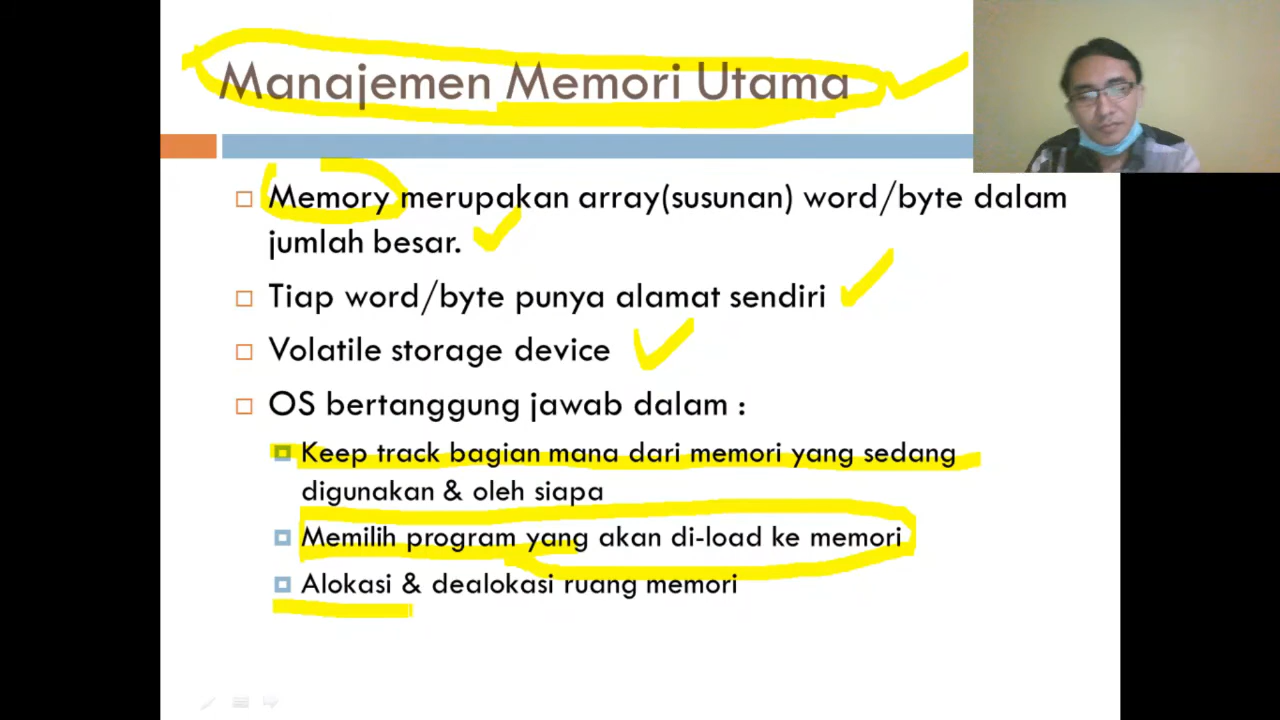 Manajemen Memori Utama
Memory merupakan array(susunan) word/byte dalam
jumlah besar.
Tiap word/byte punya alamat sendiri
Volatile storage device
OS bertanggung jawab dalam :
Keep track bagian mana dari memori yang sedang
digunakan & oleh siapa
Memilih program yang akan di-load ke memori
Alokasi & dealokasi ruang memori